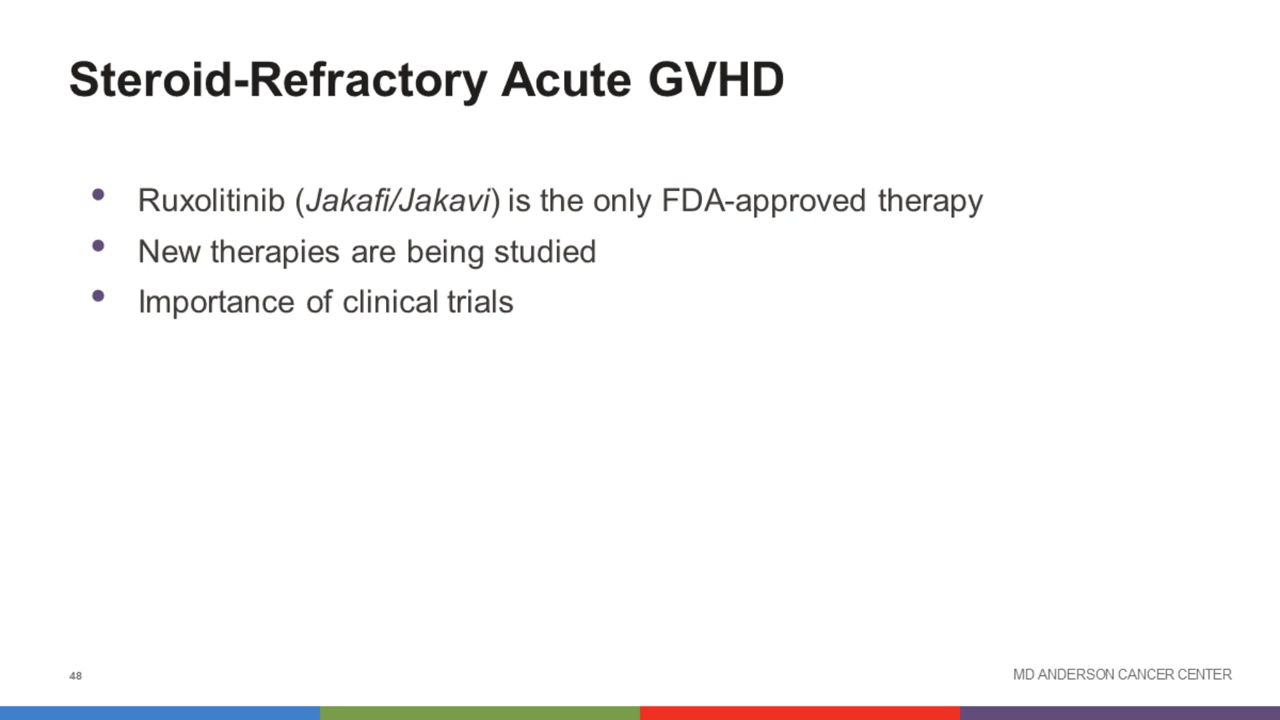 Steroid-Refractory Acute GVHD
• Ruxolitinib (Jakafi/Jakavi) is the only FDA-approved therapy
• New therapies are being studied
• Importance of clinical trials
48
MD ANDERSON CANCER CENTER